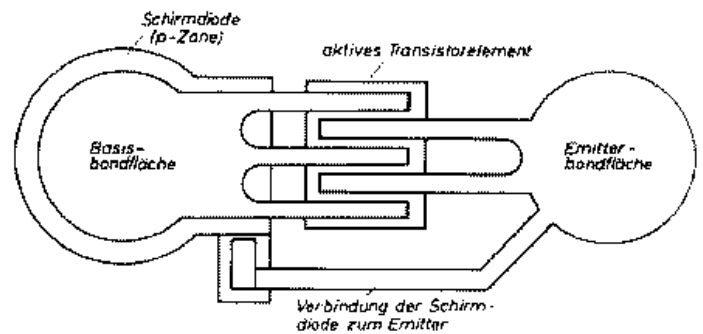 Schirmdiode
(p-Zone)
aktives Transistorelement
Basis-
bondfläche
Emitter-
bondfläche
Verbindung der Schirm-
diode zum Emitter